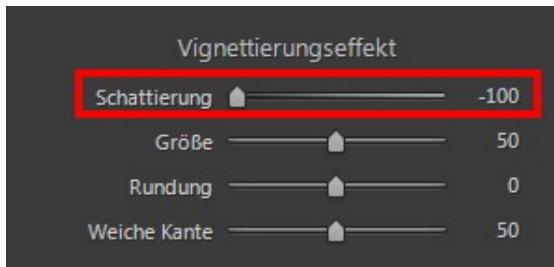 Vignettierungseffekt
Schattierung -100
Größe 50
Rundung 0
Weiche Kante 50